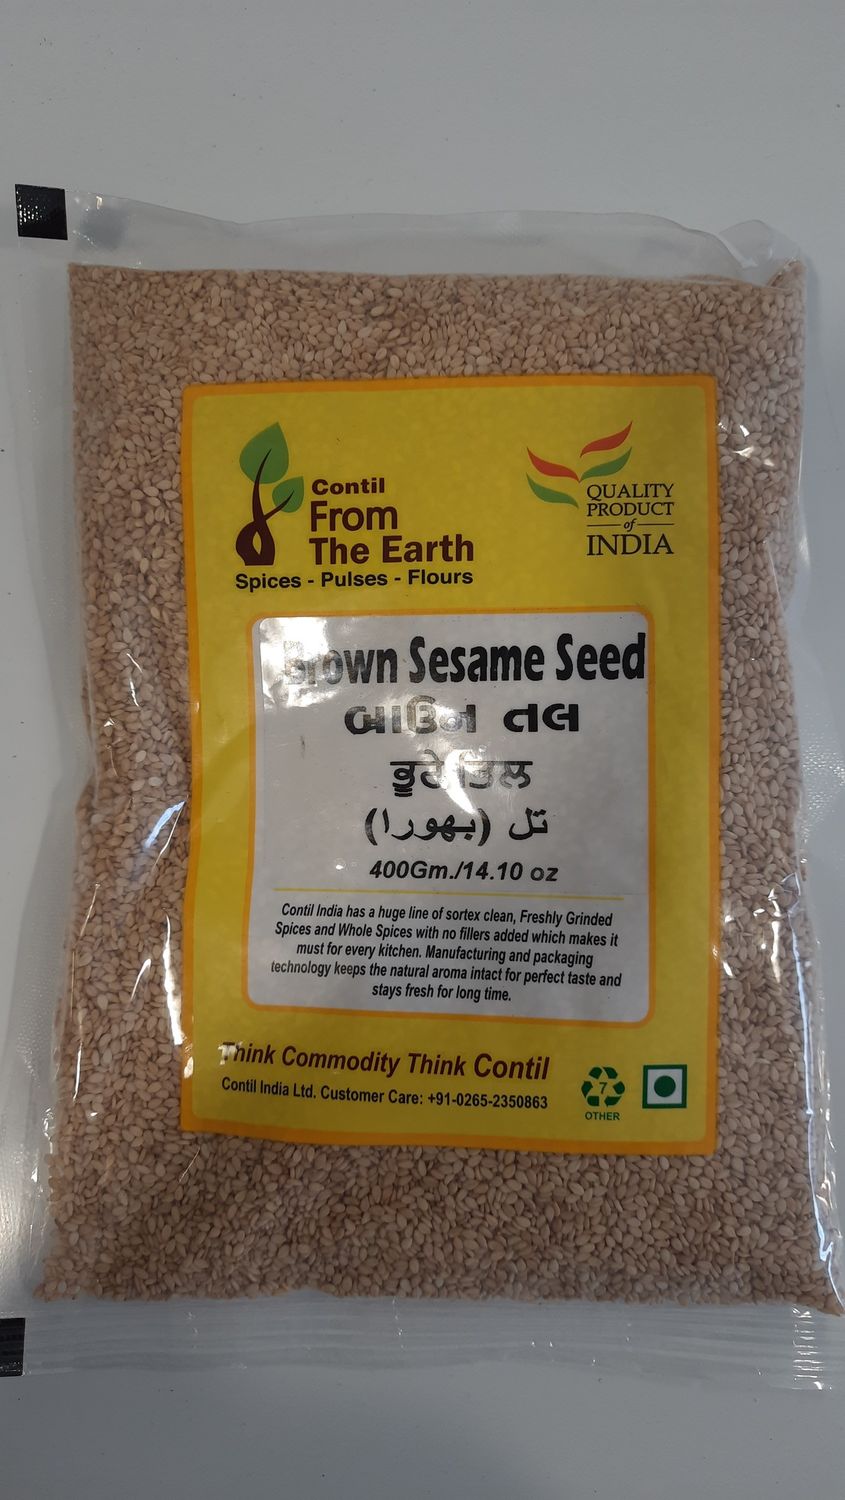 Contil
From
The Earth
Spices - Pulses - Flours
QUALITY
PRODUCT
of
INDIA
Brown Sesame Seed
બ્રાઉન તલ
ਭੂਰੇ ਤਿਲ
تل (بھورا)
400Gm./14.10 oz
Contil India has a huge line of sortex clean, Freshly Grinded
Spices and Whole Spices with no fillers added which makes it
must for every kitchen. Manufacturing and packaging
technology keeps the natural aroma intact for perfect taste and
stays fresh for long time.
Think Commodity Think Contil
Contil India Ltd. Customer Care: +91-0265-2350863
7
OTHER